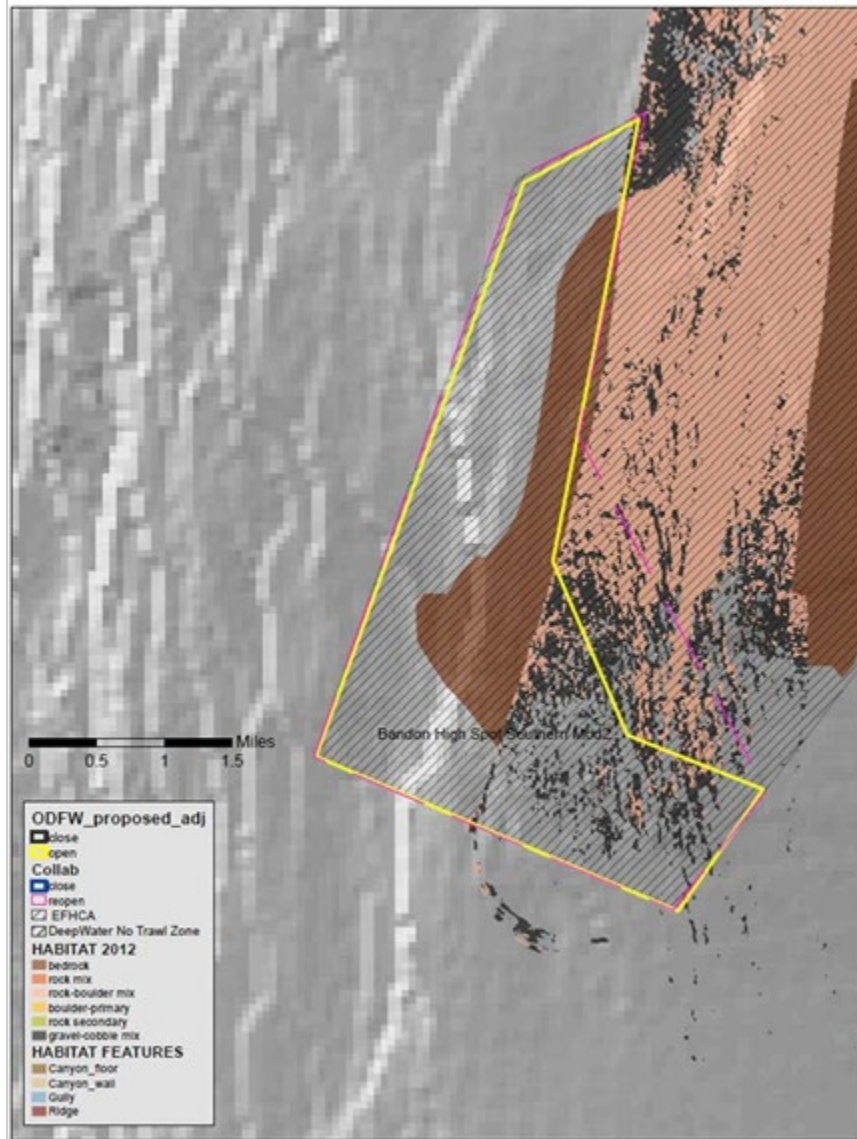 Bandon High Spot Southern Mod2
Miles
0 0.5 1 1.5
ODFW_proposed_adj
close
open
Collab
close
reopen
EFHCA
DeepWater No Trawl Zone
HABITAT 2012
bedrock
rock mix
rock-boulder mix
boulder-primary
rock secondary
gravel-cobble mix
HABITAT FEATURES
Canyon_floor
Canyon_wall
Gully
Ridge